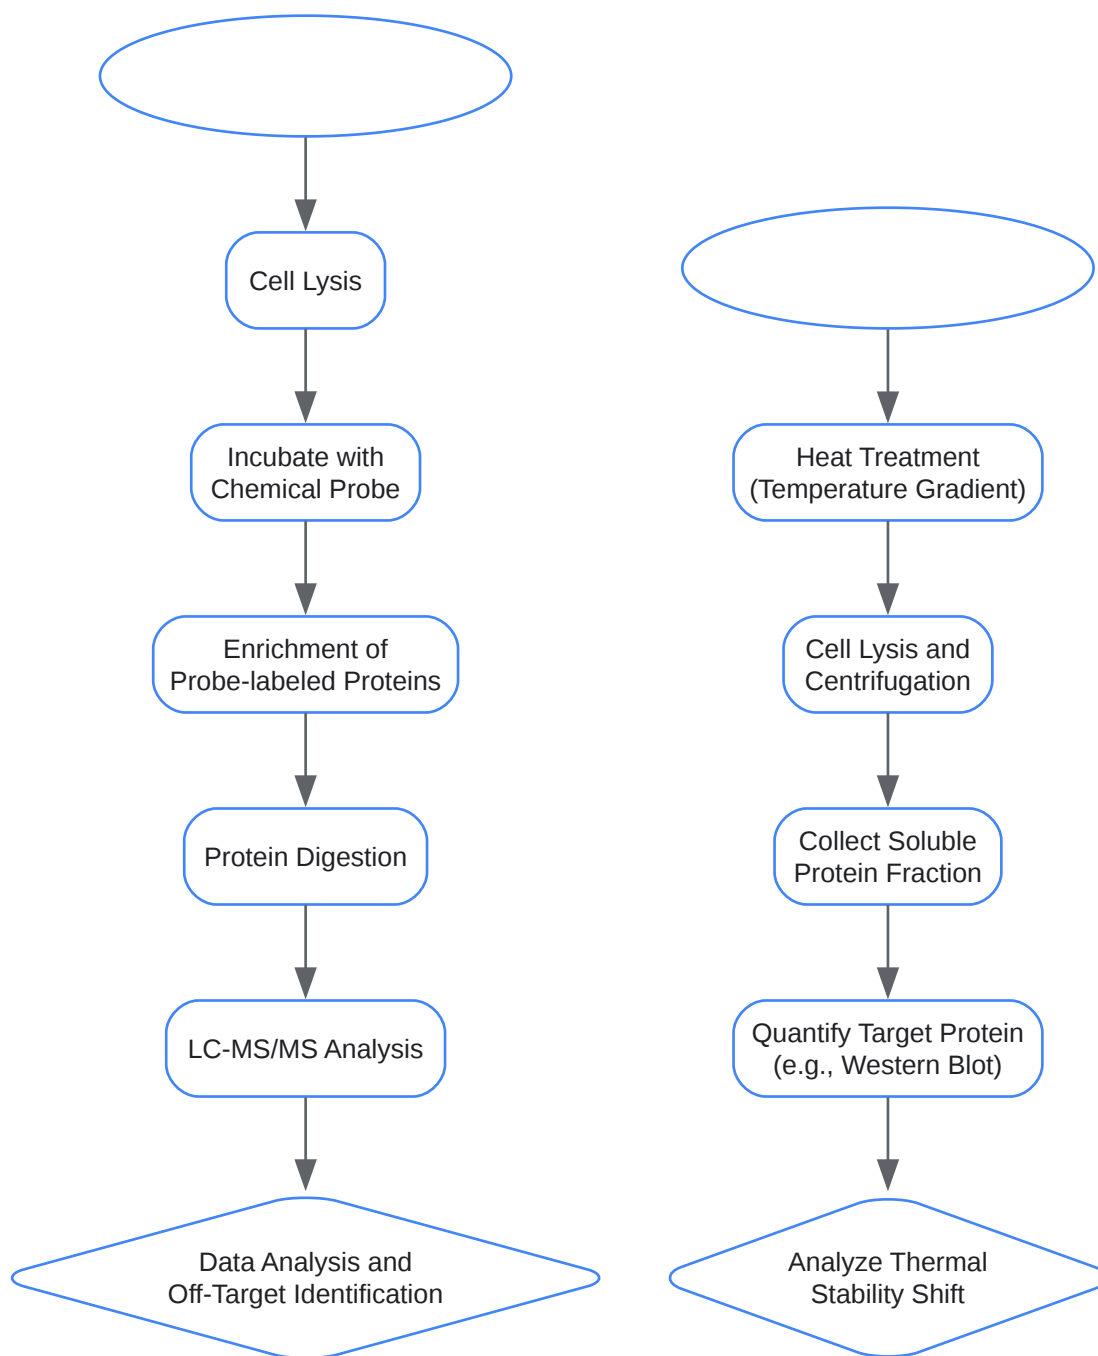 Cell Lysis
Incubate with
Chemical Probe
Enrichment of
Probe-labeled Proteins
Protein Digestion
LC-MS/MS Analysis
Data Analysis and
Off-Target Identification
Heat Treatment
(Temperature Gradient)
Cell Lysis and
Centrifugation
Collect Soluble
Protein Fraction
Quantify Target Protein
(e.g., Western Blot)
Analyze Thermal
Stability Shift